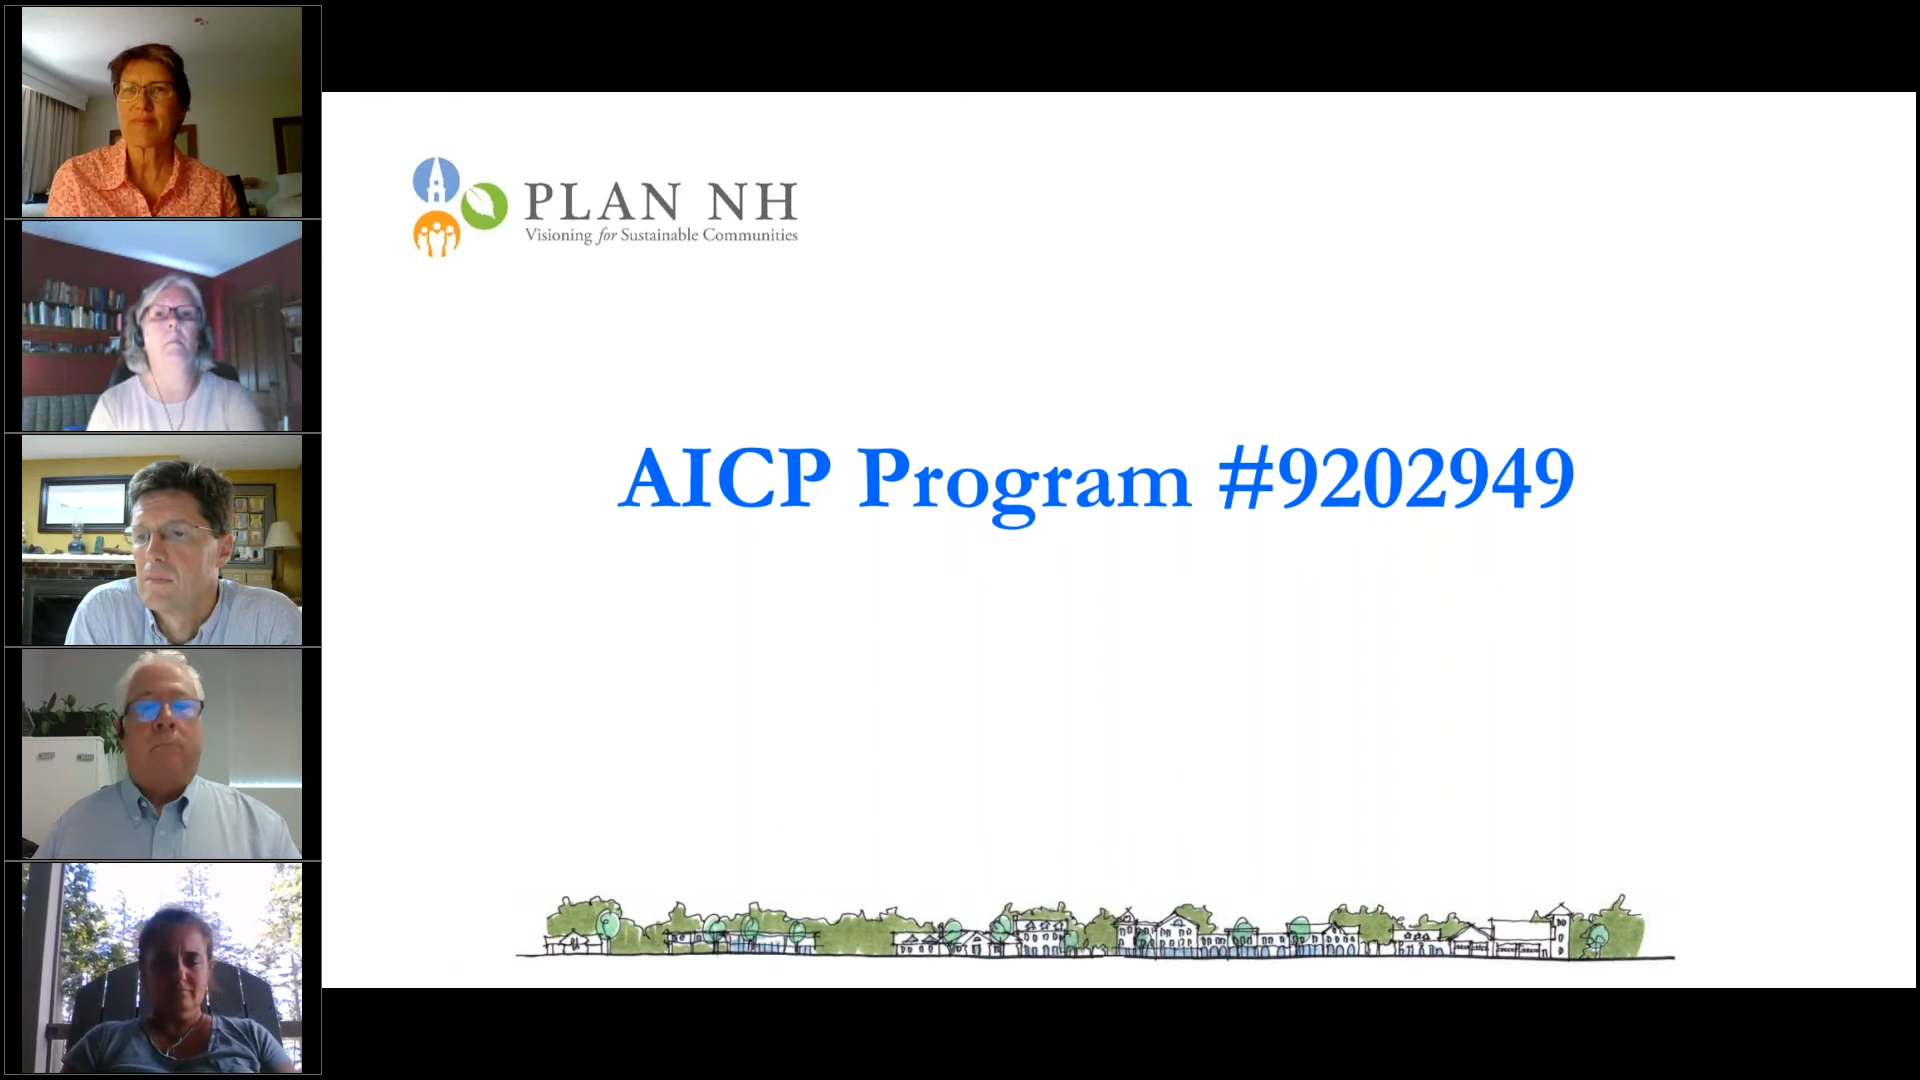 PLAN NH
Visioning for Sustainable Communities
AICP Program #9202949